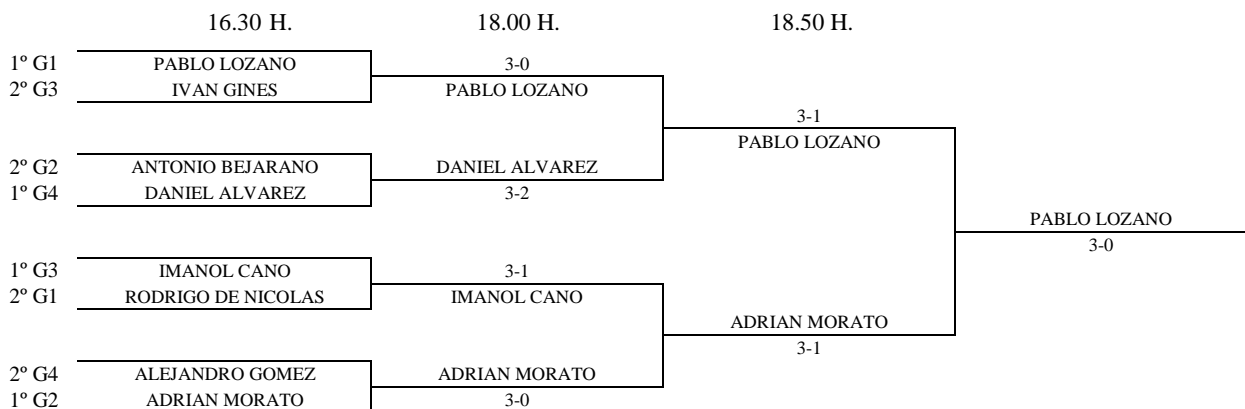 16.30 H. 18.00 H. 18.50 H.
1º G1 PABLO LOZANO 3-0
2º G3 IVAN GINES PABLO LOZANO
3-1
PABLO LOZANO
2º G2 ANTONIO BEJARANO DANIEL ALVAREZ
1º G4 DANIEL ALVAREZ 3-2
PABLO LOZANO
3-0
1º G3 IMANOL CANO 3-1
2º G1 RODRIGO DE NICOLAS IMANOL CANO
ADRIAN MORATO
3-1
2º G4 ALEJANDRO GOMEZ ADRIAN MORATO
1º G2 ADRIAN MORATO 3-0